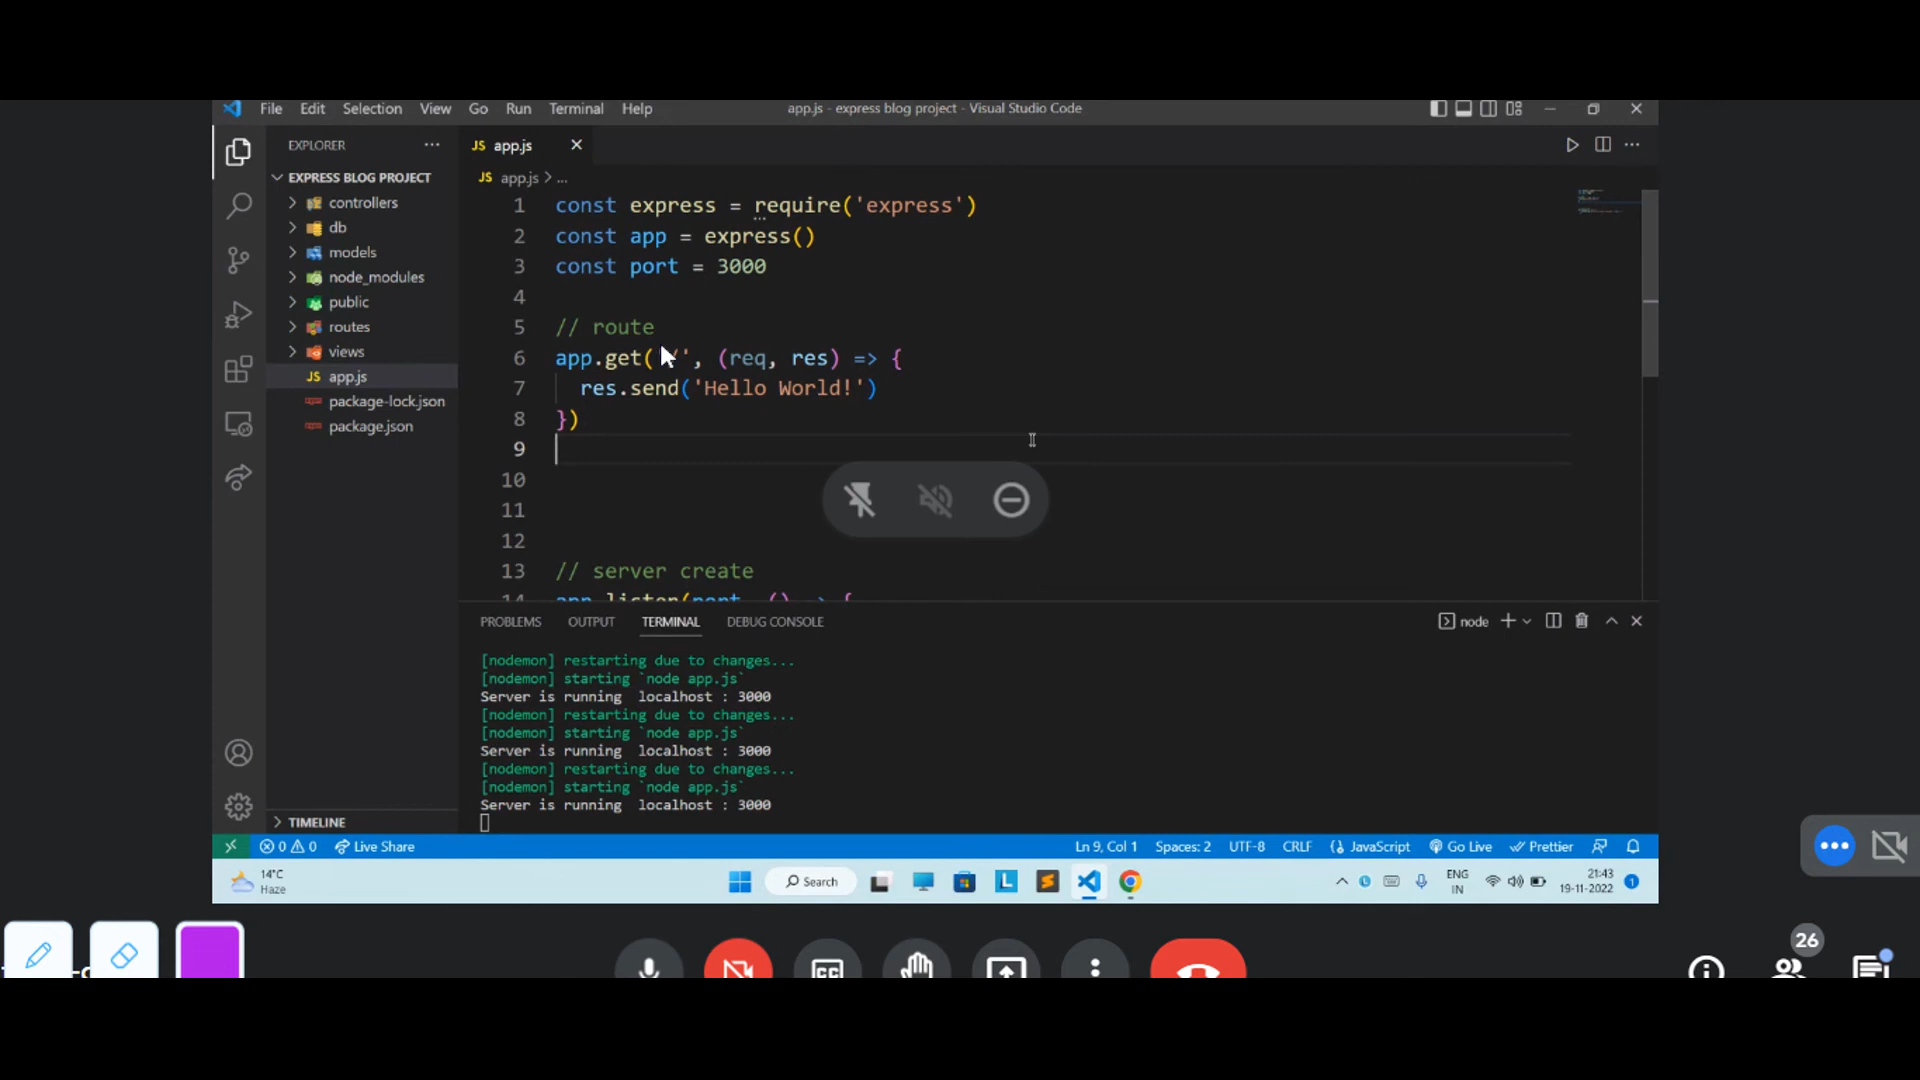 File Edit Selection View Go Run Terminal Help app.js - express blog project - Visual Studio Code
EXPLORER
JS app.js
EXPRESS BLOG PROJECT
JS app.js > ...
controllers
db
models
node_modules
public
routes
views
JS app.js
package-lock.json
package.json
1 const express = require('express')
2 const app = express()
3 const port = 3000
4
5 // route
6 app.get('/', (req, res) => {
7 res.send('Hello World!')
8 })
9
10
11
12
13 // server create
14 app.listen(port, () => {
PROBLEMS OUTPUT TERMINAL DEBUG CONSOLE node
[nodemon] restarting due to changes...
[nodemon] starting `node app.js`
Server is running  localhost : 3000
[nodemon] restarting due to changes...
[nodemon] starting `node app.js`
Server is running  localhost : 3000
[nodemon] restarting due to changes...
[nodemon] starting `node app.js`
Server is running  localhost : 3000
TIMELINE
0 0 Live Share Ln 9, Col 1 Spaces: 2 UTF-8 CRLF JavaScript Go Live Prettier
14°C
Haze
Search
L
S
ENG
IN
21:43
19-11-2022
1
26
CC